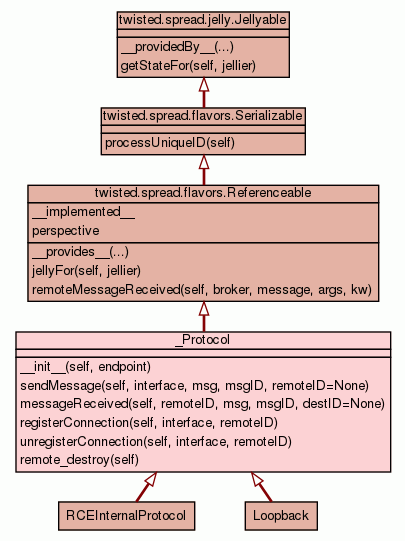 twisted.spread.jelly.Jellyable
__providedBy__(...)
getStateFor(self, jellier)
twisted.spread.flavors.Serializable
processUniqueID(self)
twisted.spread.flavors.Referenceable
__implemented__
perspective
__provides__(...)
jellyFor(self, jellier)
remoteMessageReceived(self, broker, message, args, kw)
_Protocol
__init__(self, endpoint)
sendMessage(self, interface, msg, msgID, remoteID=None)
messageReceived(self, remoteID, msg, msgID, destID=None)
registerConnection(self, interface, remoteID)
unregisterConnection(self, interface, remoteID)
remote_destroy(self)
RCEInternalProtocol
Loopback